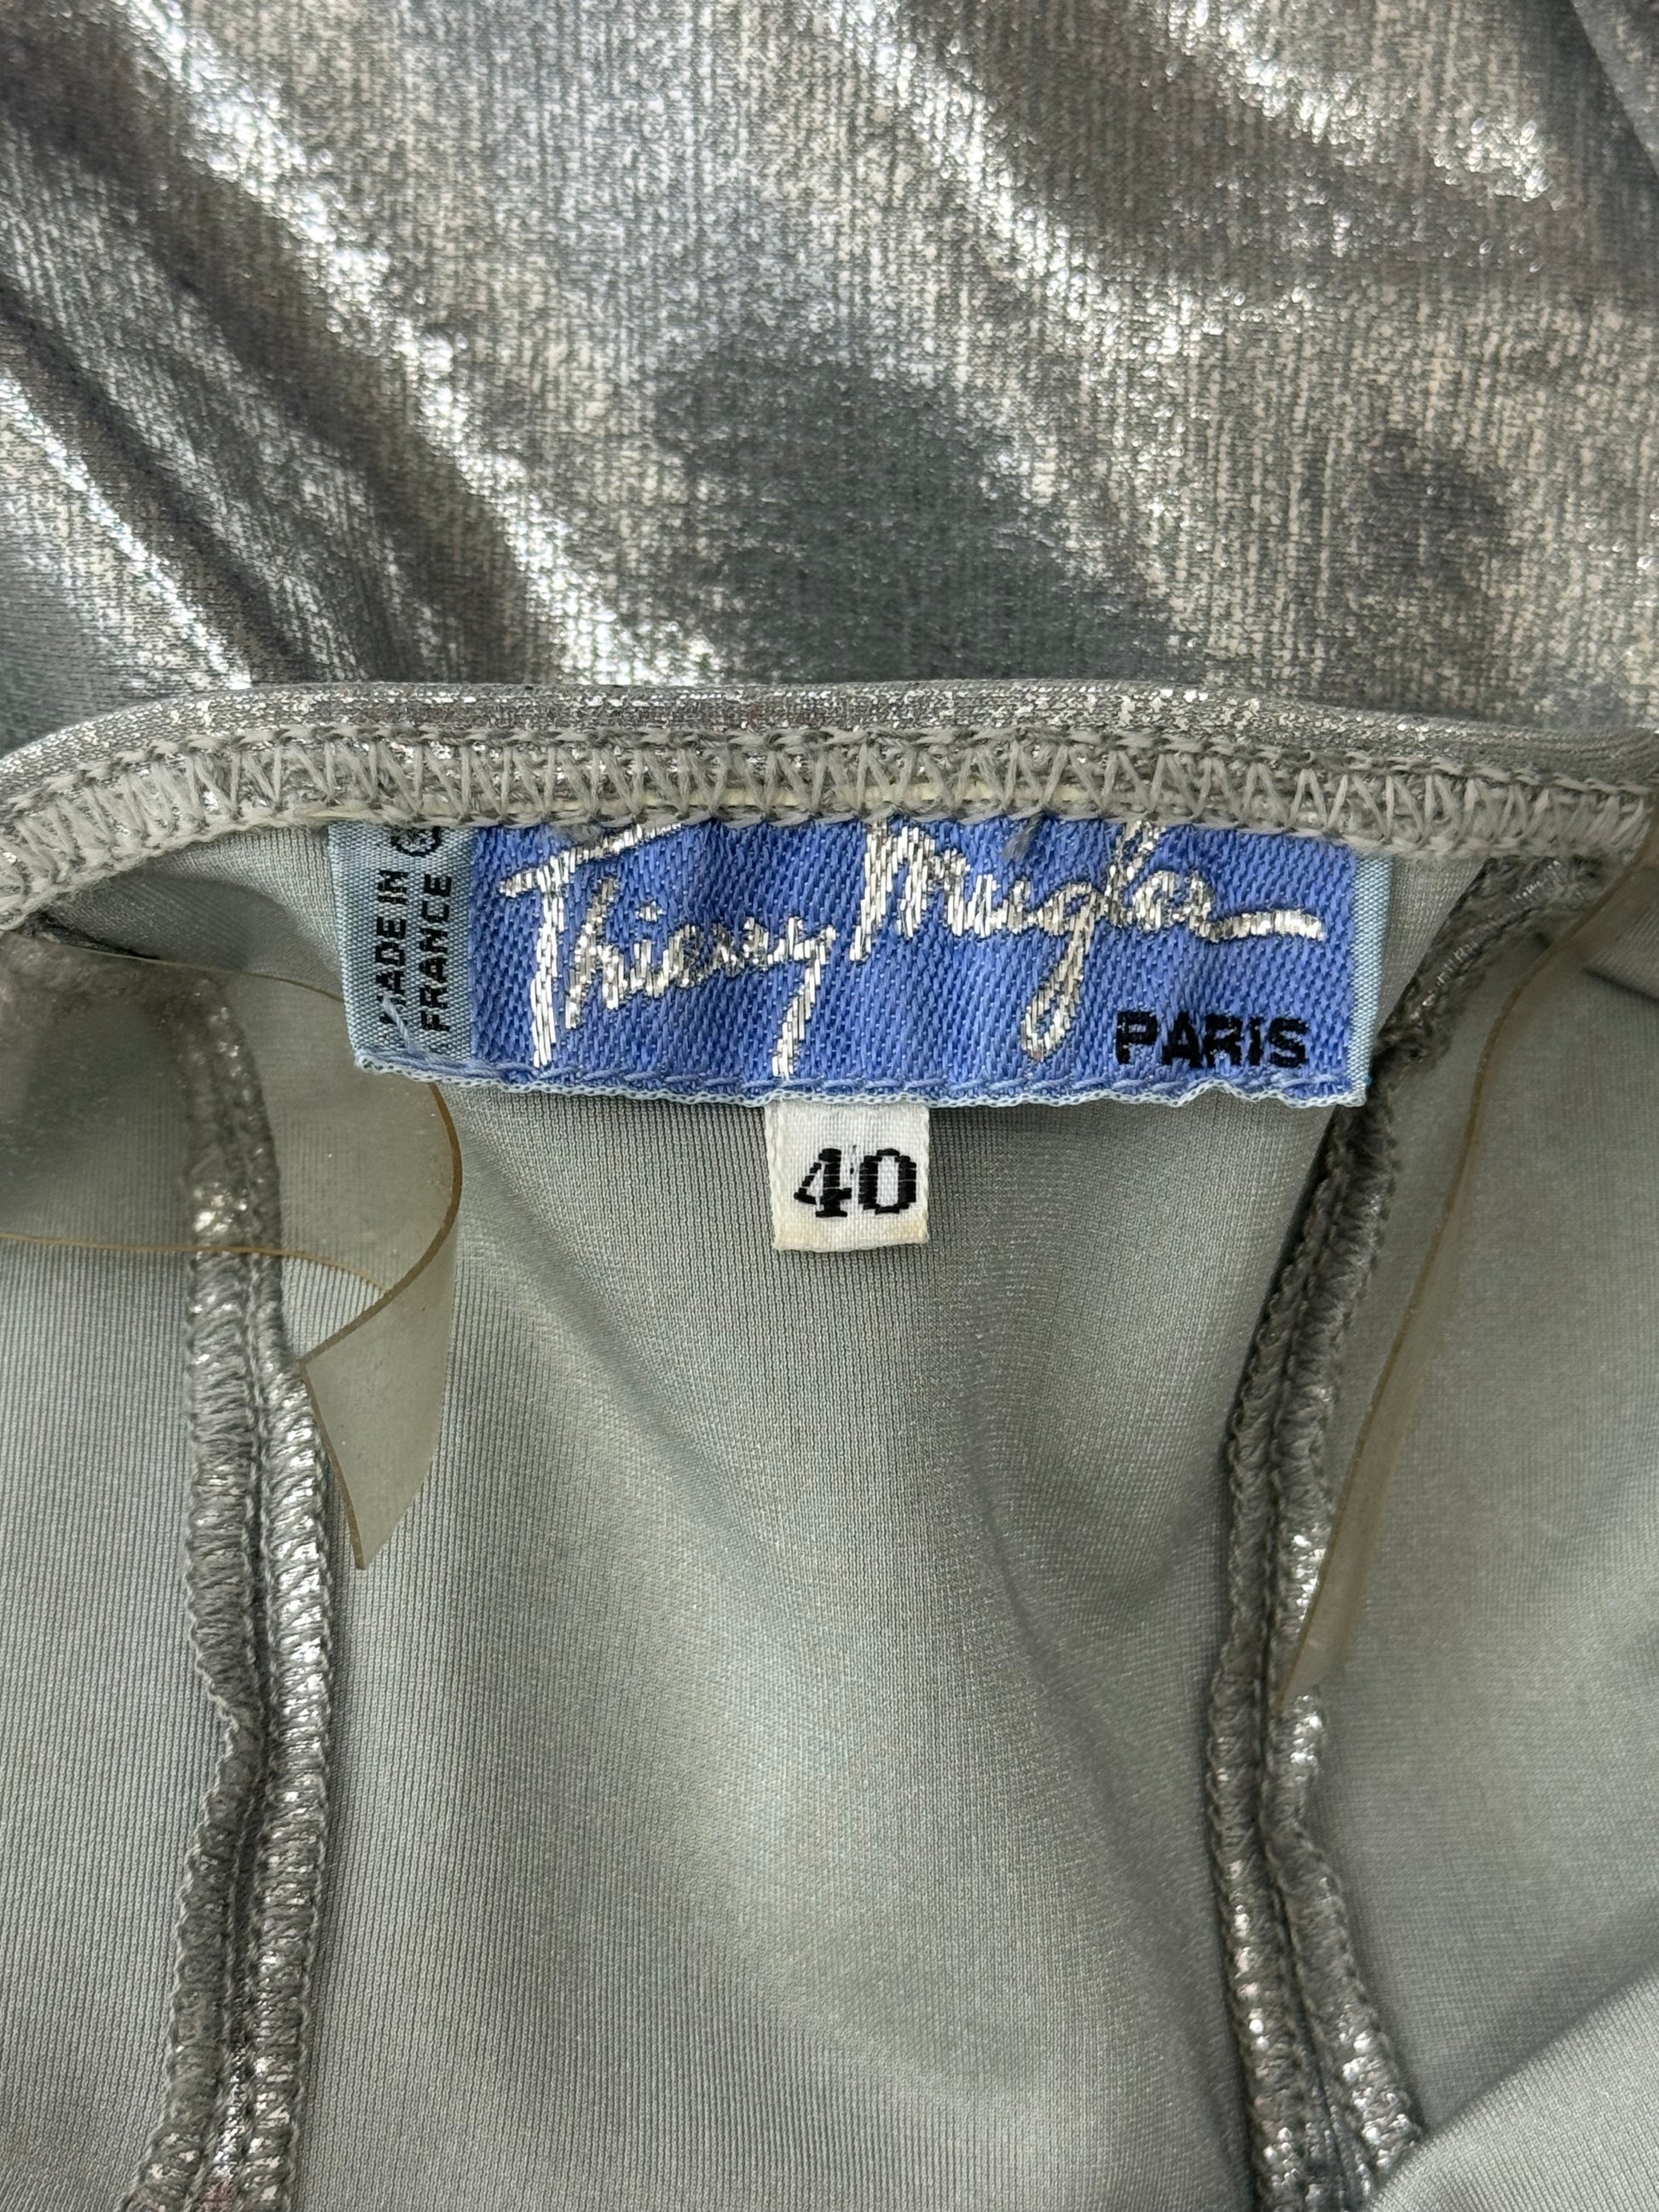 MADE IN ®
FRANCE
Thierry Mugler
PARIS
40